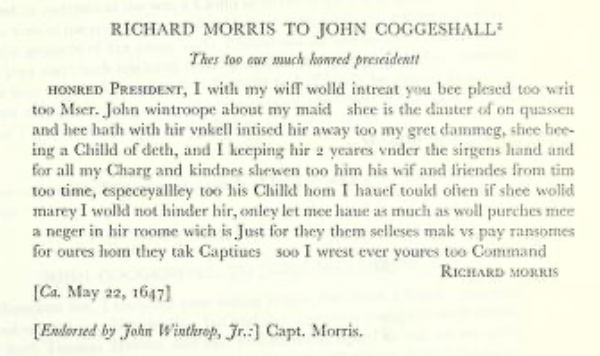 RICHARD MORRIS TO JOHN COGGESHALL²
Thes too our much honred preseidentt
HONRED PRESIDENT, I with my wiff wolld intreat you bee plesed too writ
too Mser. John wintroope about my maid shee is the dauter of on quassen
and hee hath with hir vnkell intised hir away too my gret dammeg, shee bee-
ing a Chilld of deth, and I keeping hir 2 yeares vnder the sirgens hand and
for all my Charg and kindnes shewen too him his wif and friendes from tim
too time, especeyallley too his Chilld hom I hauef tould often if shee wolld
marey I wolld not hinder hir, onley let mee haue as much as woll purches mee
a neger in hir roome wich is Just for they them selleses mak vs pay ransomes
for oures hom they tak Captiues soo I wrest ever youres too Command
RICHARD MORRIS
[Ca. May 22, 1647]
[Endorsed by John Winthrop, Jr.:] Capt. Morris.